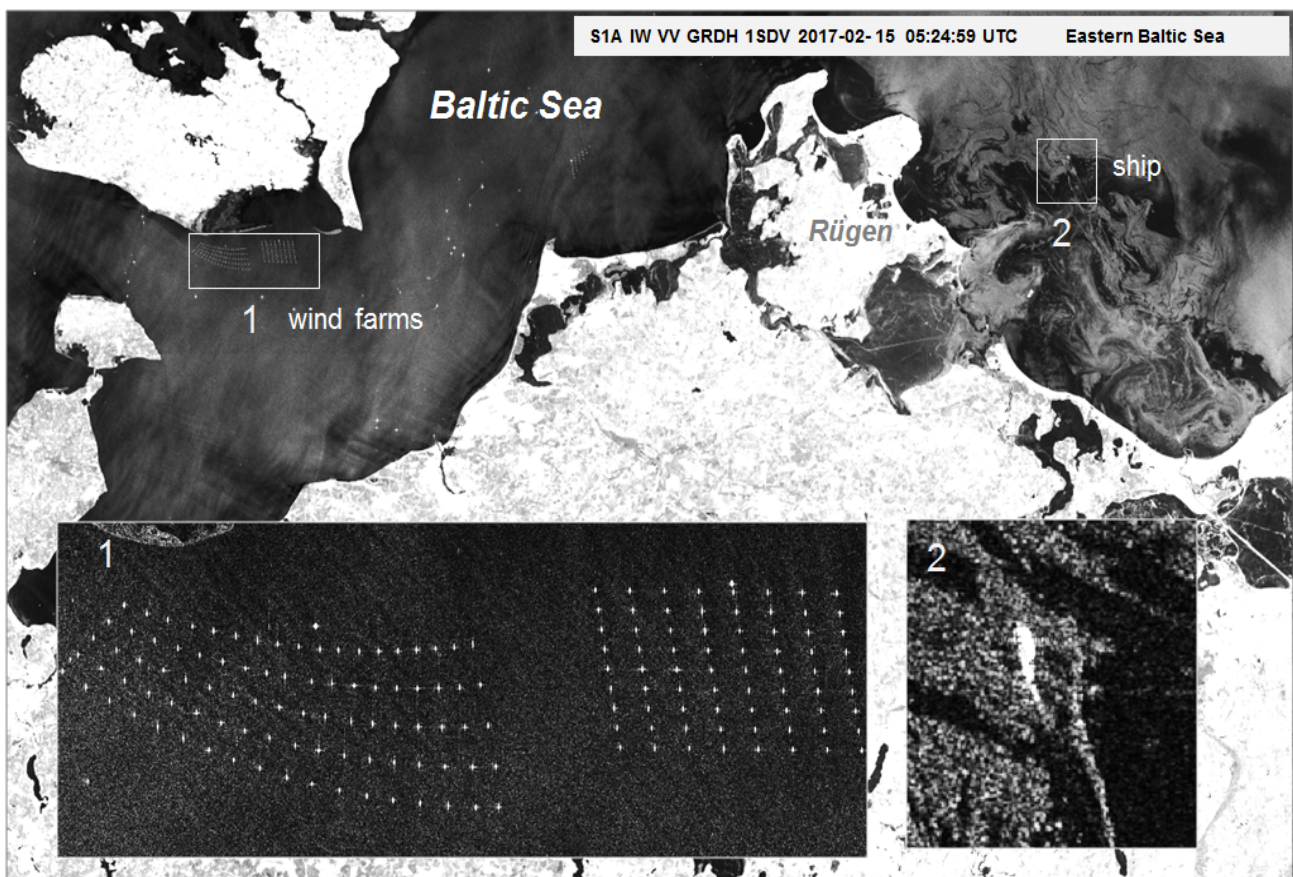 S1A IW VV GRDH 1SDV 2017-02-15 05:24:59 UTC Eastern Baltic Sea
Baltic Sea
ship
Rügen
2
1 wind farms
1
2